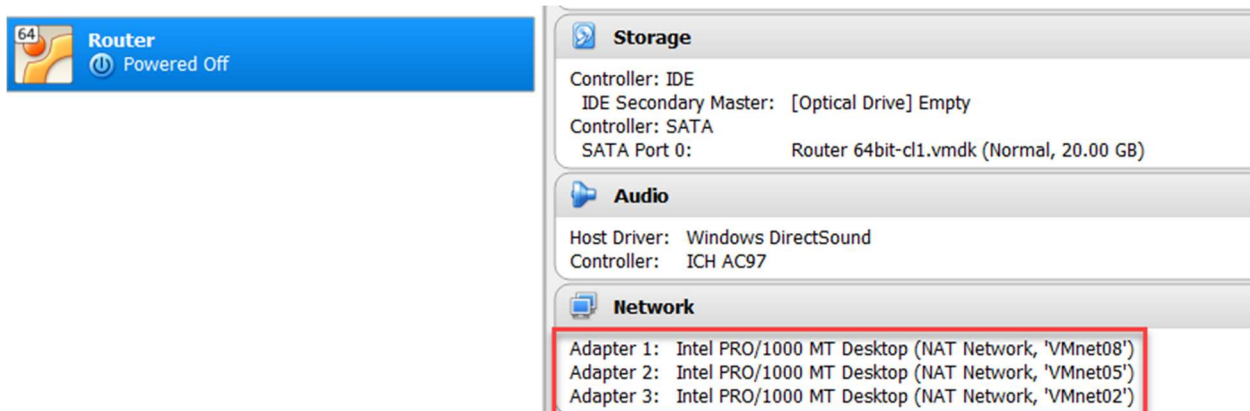 64
Router
Powered Off
Storage
Controller: IDE
IDE Secondary Master: [Optical Drive] Empty
Controller: SATA
SATA Port 0: Router 64bit-cl1.vmdk (Normal, 20.00 GB)
Audio
Host Driver: Windows DirectSound
Controller: ICH AC97
Network
Adapter 1: Intel PRO/1000 MT Desktop (NAT Network, 'VMnet08')
Adapter 2: Intel PRO/1000 MT Desktop (NAT Network, 'VMnet05')
Adapter 3: Intel PRO/1000 MT Desktop (NAT Network, 'VMnet02')